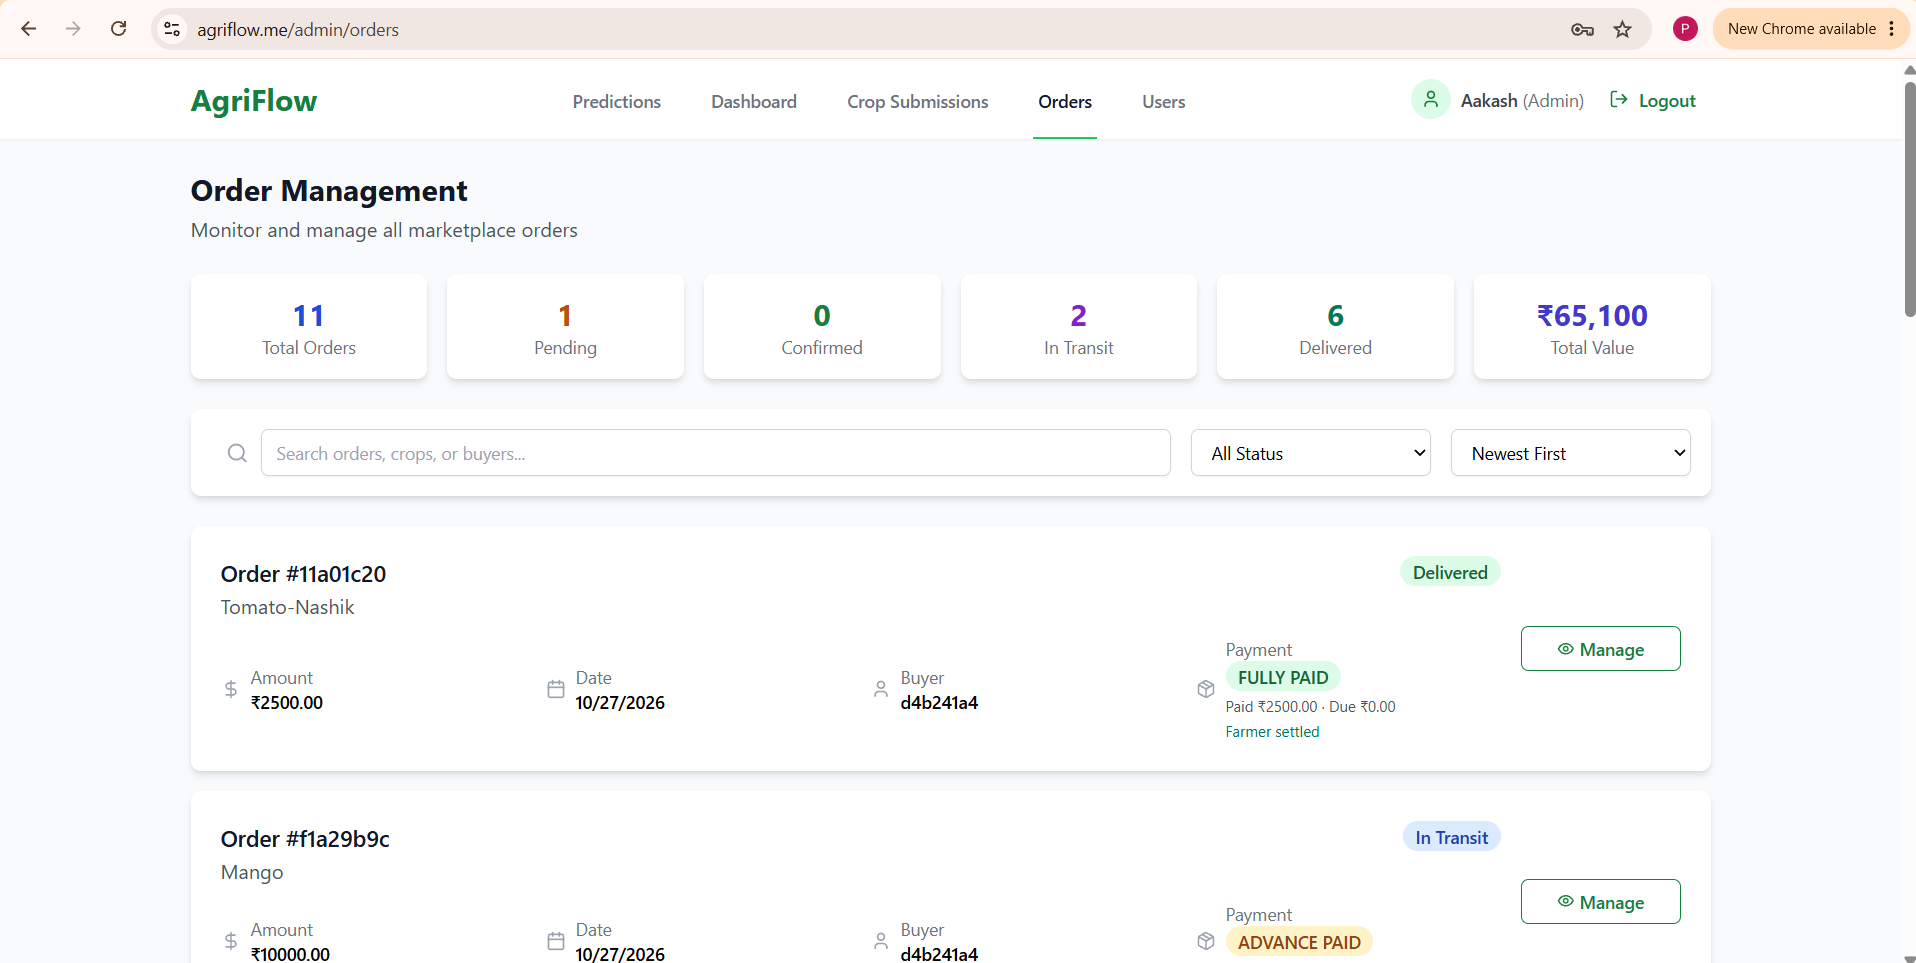 agriflow.me/admin/orders
P
New Chrome available
AgriFlow
Predictions
Dashboard
Crop Submissions
Orders
Users
Aakash (Admin)
Logout
Order Management
Monitor and manage all marketplace orders
11
Total Orders
1
Pending
0
Confirmed
2
In Transit
6
Delivered
₹65,100
Total Value
Search orders, crops, or buyers...
All Status
Newest First
Order #11a01c20
Delivered
Tomato-Nashik
Amount
₹2500.00
Date
10/27/2026
Buyer
d4b241a4
Payment
FULLY PAID
Paid ₹2500.00 · Due ₹0.00
Farmer settled
Manage
Order #f1a29b9c
In Transit
Mango
Amount
₹10000.00
Date
10/27/2026
Buyer
d4b241a4
Payment
ADVANCE PAID
Manage